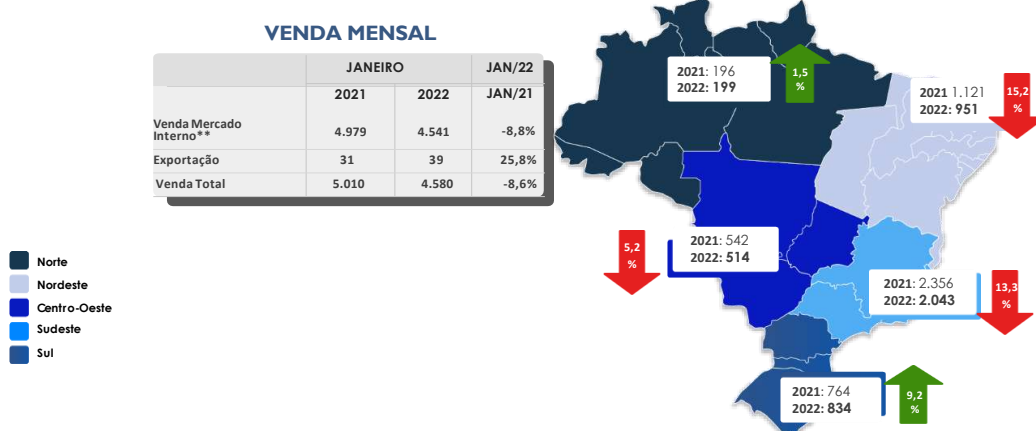 VENDA MENSAL
JANEIRO JAN/22
2021 2022 JAN/21
Venda Mercado
Interno** 4.979 4.541 -8,8%
Exportação 31 39 25,8%
Venda Total 5.010 4.580 -8,6%
2021: 196
2022: 199
1,5
%
2021 1.121
2022: 951
15,2
%
5,2
%
2021: 542
2022: 514
2021: 2.356
2022: 2.043
13,3
%
2021: 764
2022: 834
9,2
%
Norte
Nordeste
Centro-Oeste
Sudeste
Sul